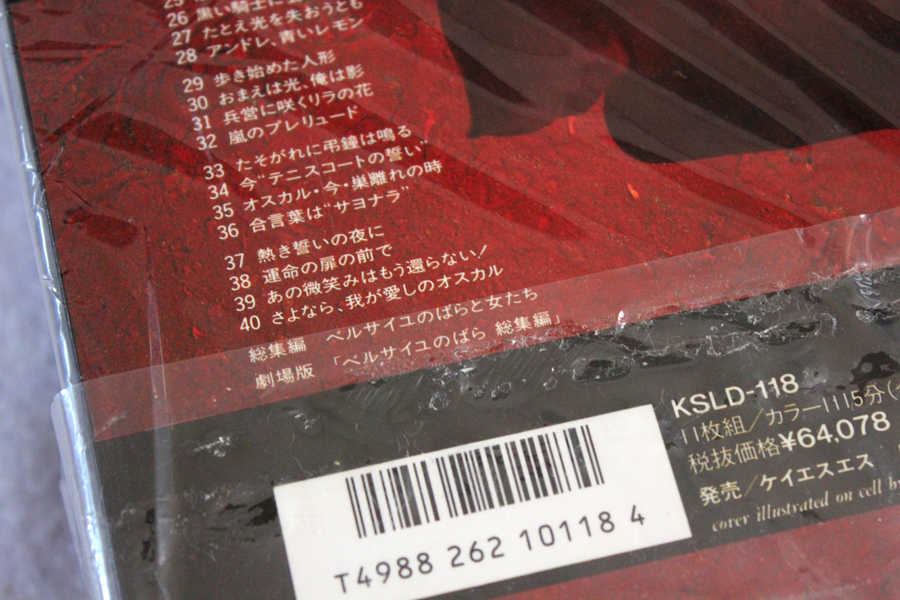 26 黒い騎士に
27 たとえ光を失おうとも
28 アンドレ、青いレモン
29 歩き始めた人形
30 おまえは光、俺は影
31 兵営に咲くリラの花
32 嵐のプレリュード
33 たそがれに弔鐘は鳴る
34 今“テニスコートの誓い”
35 オスカル・今・巣離れの時
36 合言葉は“サヨナラ”
37 熱き誓いの夜に
38 運命の扉の前で
39 あの微笑みはもう還らない!
40 さよなら、我が愛しのオスカル
総集編 ベルサイユのばらと女たち
劇場版 「ベルサイユのばら 総集編」
KSLD-118
11枚組/カラー1115分(
税抜価格¥64,078
発売/ケイエスエス
cover illustrated on cell by
T4988 262 10118 4